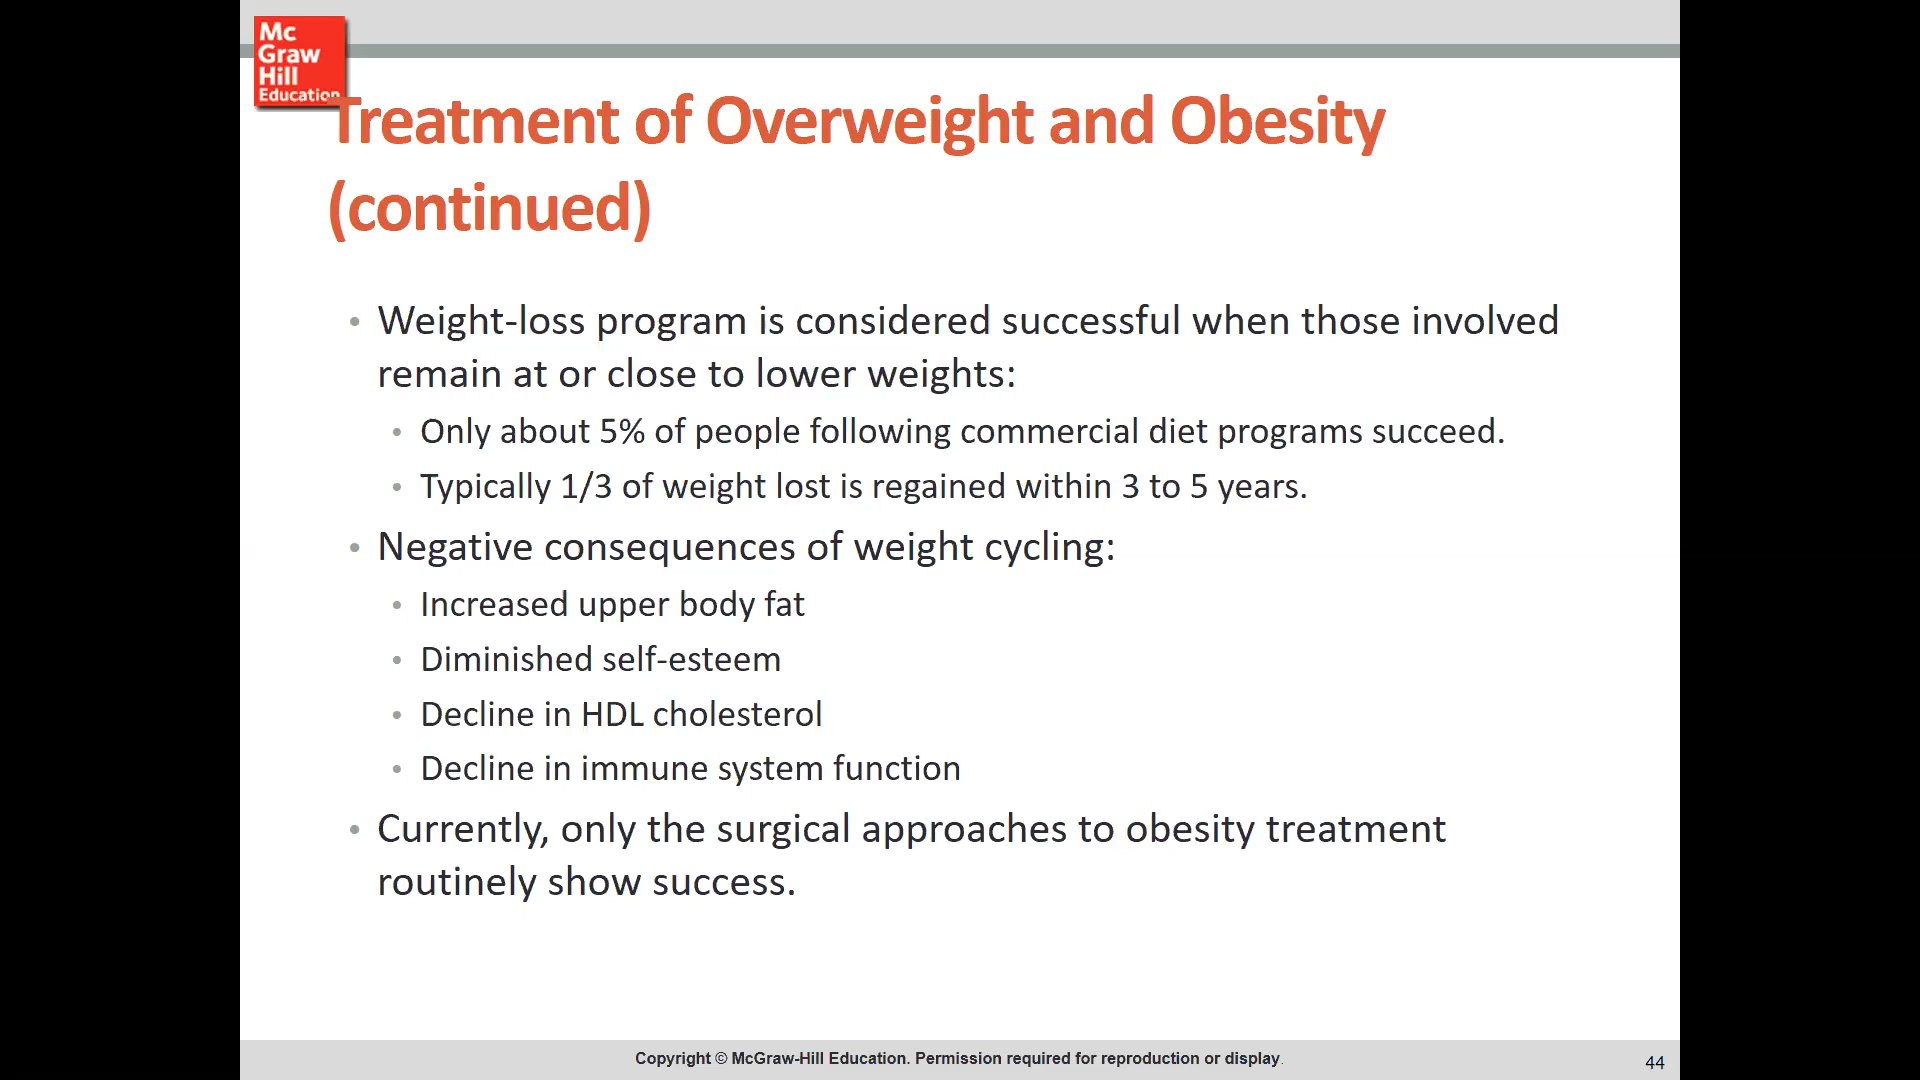 Mc
Graw
Hill
Education
Treatment of Overweight and Obesity
(continued)
• Weight-loss program is considered successful when those involved
remain at or close to lower weights:
• Only about 5% of people following commercial diet programs succeed.
• Typically 1/3 of weight lost is regained within 3 to 5 years.
• Negative consequences of weight cycling:
• Increased upper body fat
• Diminished self-esteem
• Decline in HDL cholesterol
• Decline in immune system function
• Currently, only the surgical approaches to obesity treatment
routinely show success.
Copyright © McGraw-Hill Education. Permission required for reproduction or display.
44